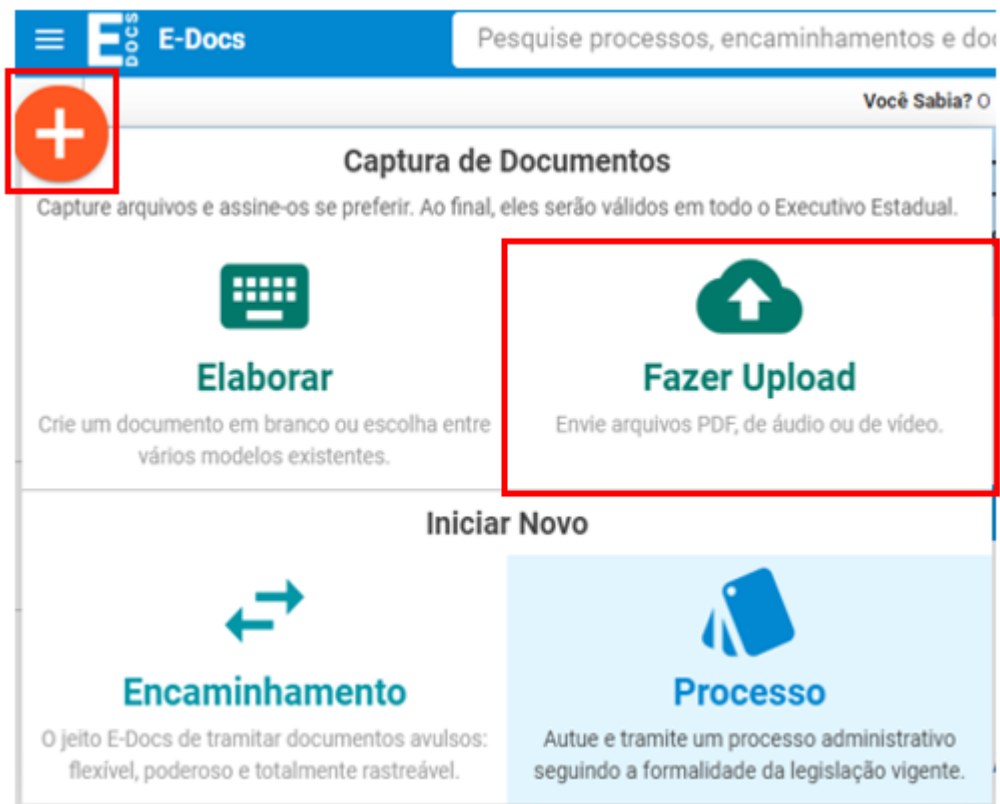 E DOCS E-Docs Pesquise processos, encaminhamentos e do
Você Sabia? O
Captura de Documentos
Capture arquivos e assine-os se preferir. Ao final, eles serão válidos em todo o Executivo Estadual.
Elaborar
Crie um documento em branco ou escolha entre
vários modelos existentes.
Fazer Upload
Envie arquivos PDF, de áudio ou de vídeo.
Iniciar Novo
Encaminhamento
O jeito E-Docs de tramitar documentos avulsos:
flexível, poderoso e totalmente rastreável.
Processo
Autue e tramite um processo administrativo
seguindo a formalidade da legislação vigente.